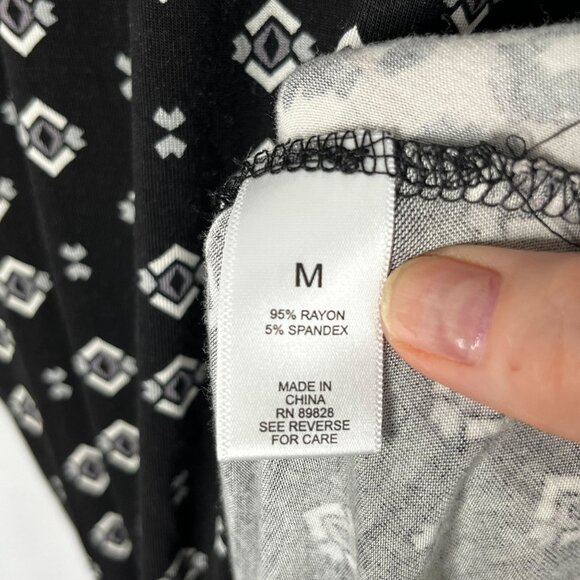 M
95% RAYON
5% SPANDEX
MADE IN
CHINA
RN 89828
SEE REVERSE
FOR CARE